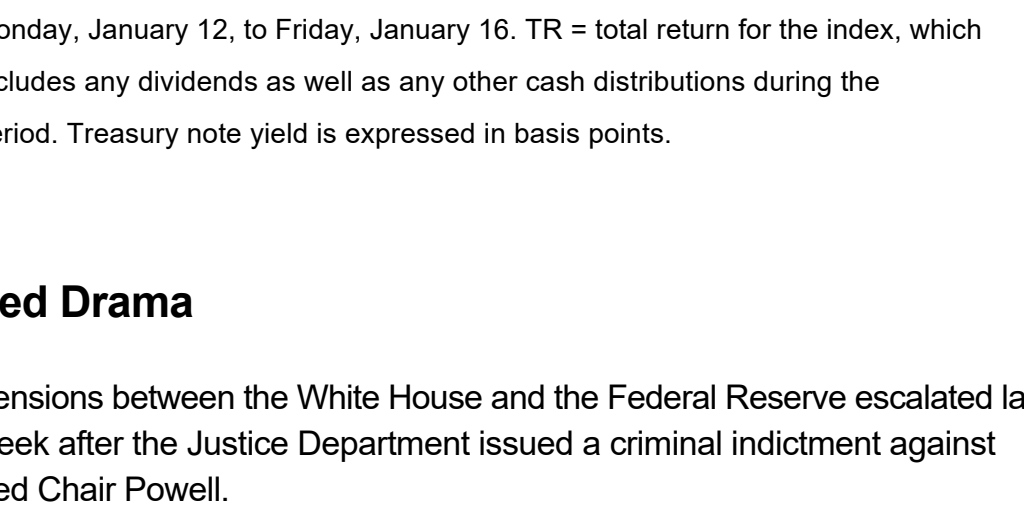 onday, January 12, to Friday, January 16. TR = total return for the index, which
cludes any dividends as well as any other cash distributions during the
eriod. Treasury note yield is expressed in basis points.
ed Drama
ensions between the White House and the Federal Reserve escalated la
eek after the Justice Department issued a criminal indictment against
ed Chair Powell.